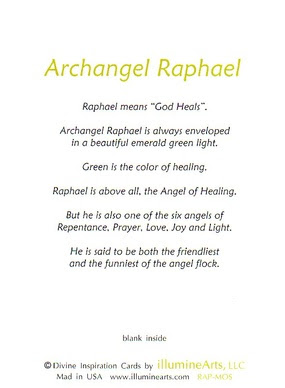 Archangel Raphael
Raphael means "God Heals".
Archangel Raphael is always enveloped
in a beautiful emerald green light.
Green is the color of healing.
Raphael is above all, the Angel of Healing.
But he is also one of the six angels of
Repentance, Prayer, Love, Joy and Light.
He is said to be both the friendliest
and the funniest of the angel flock.
blank inside
©Divine Inspiration Cards by illumineArts, LLC
Made in USA www.illuminearts.com RAP-MOS